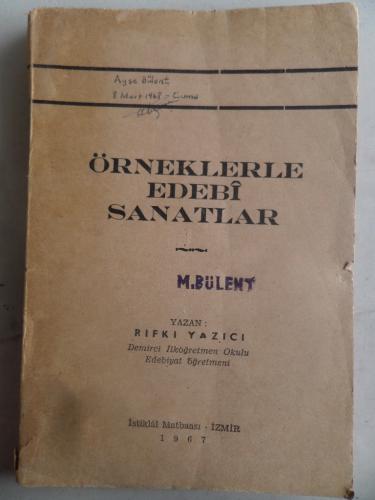 Ayşe Bülent
8 Mart 1968 - Cuma
ÖRNEKLERLE
EDEBÎ
SANATLAR
M.BÜLENT
YAZAN :
RIFKI YAZICI
Demirci İlköğretmen Okulu
Edebiyat Öğretmeni
İstiklâl Matbaası - İZMİR
1967